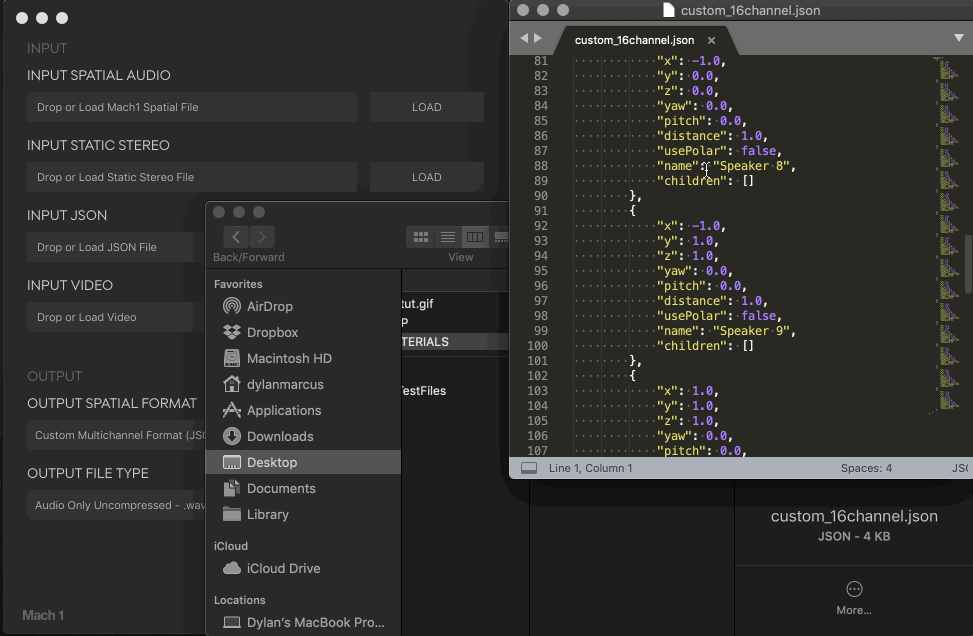 INPUT
INPUT SPATIAL AUDIO
Drop or Load Mach1 Spatial File
LOAD
INPUT STATIC STEREO
Drop or Load Static Stereo File
LOAD
INPUT JSON
Drop or Load JSON File
INPUT VIDEO
Drop or Load Video
OUTPUT
OUTPUT SPATIAL FORMAT
Custom Multichannel Format (JSO
OUTPUT FILE TYPE
Audio Only Uncompressed - .wav
Mach 1
Back/Forward
View
Favorites
AirDrop
Dropbox
Macintosh HD
dylanmarcus
Applications
Downloads
Desktop
Documents
Library
iCloud
iCloud Drive
Locations
Dylan's MacBook Pro...
tut.gif
P
TERIALS
TestFiles
custom_16channel.json
custom_16channel.json ×
81 "x": -1.0,
82 "y": 0.0,
83 "z": 0.0,
84 "yaw": 0.0,
85 "pitch": 0.0,
86 "distance": 1.0,
87 "usePolar": false,
88 "name": "Speaker 8",
89 "children": []
90 },
91 {
92 "x": -1.0,
93 "y": 1.0,
94 "z": 1.0,
95 "yaw": 0.0,
96 "pitch": 0.0,
97 "distance": 1.0,
98 "usePolar": false,
99 "name": "Speaker 9",
100 "children": []
101 },
102 {
103 "x": 1.0,
104 "y": 1.0,
105 "z": 1.0,
106 "yaw": 0.0,
107 "pitch": 0.0,
Line 1, Column 1
Spaces: 4
JSO
custom_16channel.json
JSON - 4 KB
More...